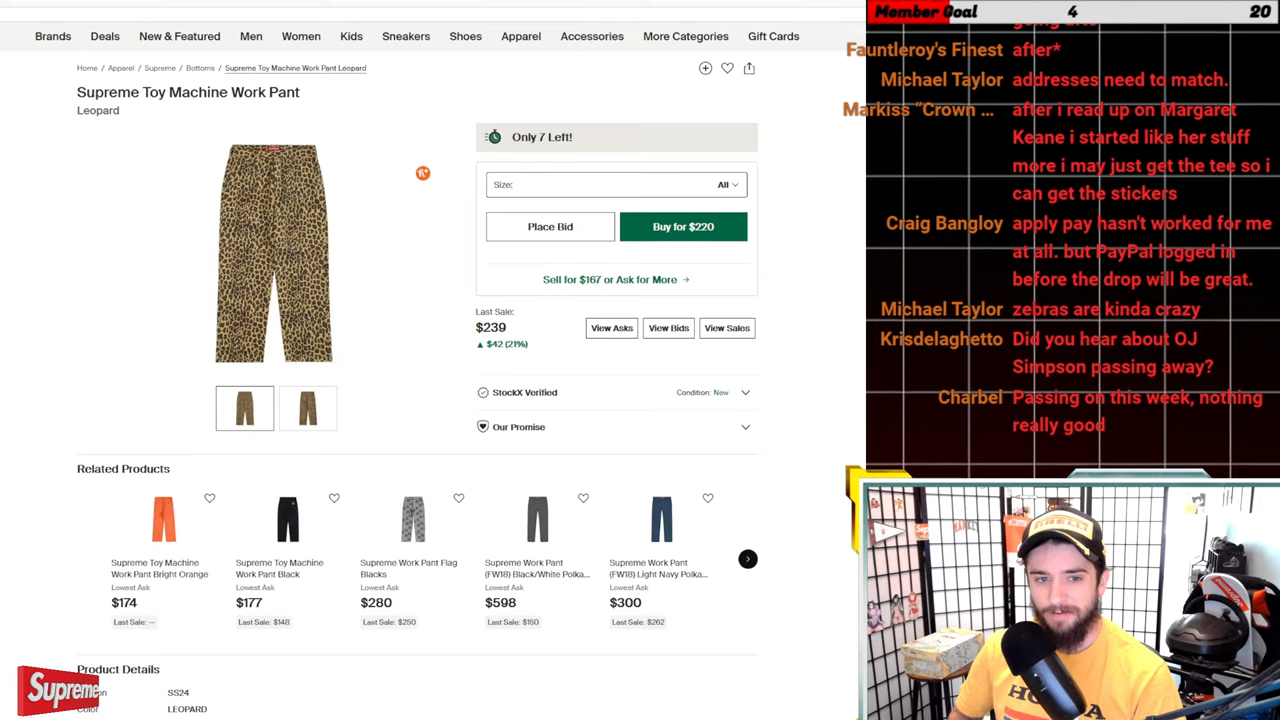 Brands Deals New & Featured Men Women Kids Sneakers Shoes Apparel Accessories More Categories Gift Cards
Home / Apparel / Supreme / Bottoms / Supreme Toy Machine Work Pant Leopard
Supreme Toy Machine Work Pant
Leopard
Only 7 Left!
Size: All
Place Bid
Buy for $220
Sell for $167 or Ask for More →
Last Sale:
$239
▲ $42 (21%)
View Asks View Bids View Sales
StockX Verified Condition: New
Our Promise
Related Products
Supreme Toy Machine
Work Pant Bright Orange
Lowest Ask
$174
Last Sale: --
Supreme Toy Machine
Work Pant Black
Lowest Ask
$177
Last Sale: $148
Supreme Work Pant Flag
Blacks
Lowest Ask
$280
Last Sale: $250
Supreme Work Pant
(FW18) Black/White Polka...
Lowest Ask
$598
Last Sale: $150
Supreme Work Pant
(FW18) Light Navy Polka...
Lowest Ask
$300
Last Sale: $262
Product Details
SS24
LEOPARD
Supreme
Member Goal 4 20
Fauntleroy's Finest after*
Michael Taylor addresses need to match.
Markiss “Crown ... after i read up on Margaret
Keane i started like her stuff
more i may just get the tee so i
can get the stickers
Craig Bangloy apply pay hasn't worked for me
at all. but PayPal logged in
before the drop will be great.
Michael Taylor zebras are kinda crazy
Krisdelaghetto Did you hear about OJ
Simpson passing away?
Charbel Passing on this week, nothing
really good
PIRELLI